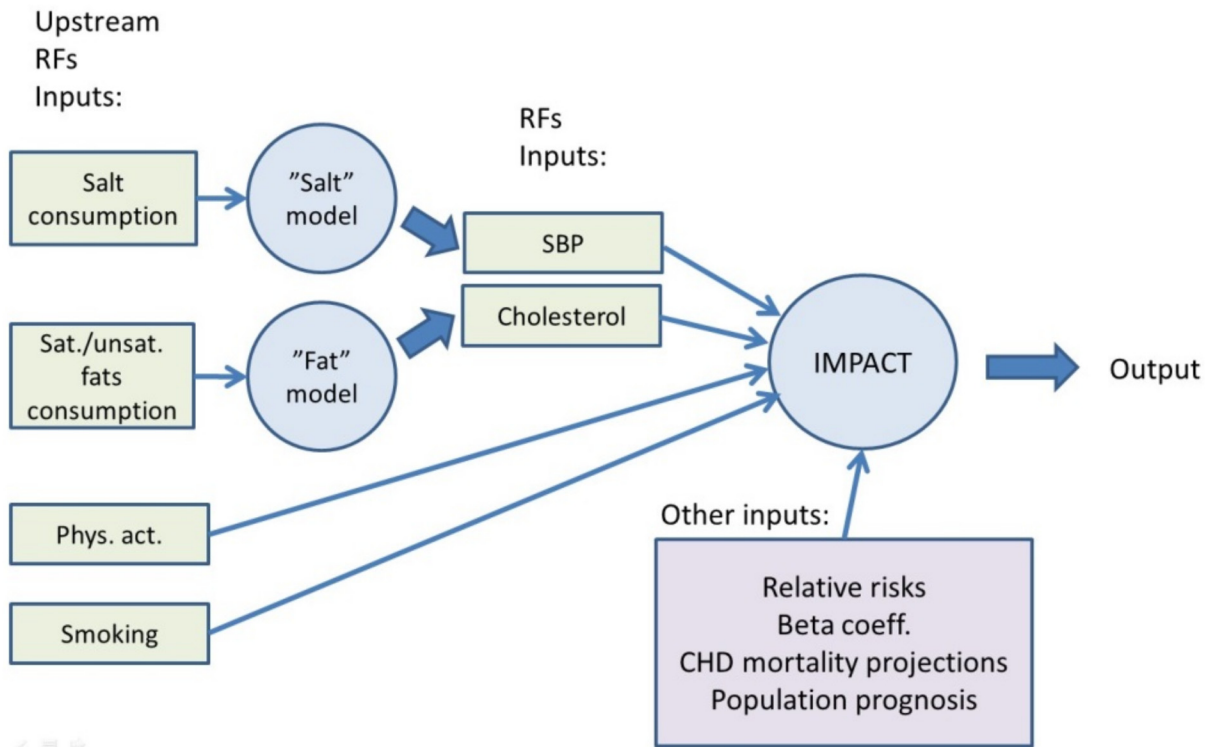 Upstream
RFs
Inputs:
RFs
Inputs:
Salt
consumption
”Salt”
model
SBP
Cholesterol
Sat./unsat.
fats
consumption
”Fat”
model
IMPACT
Output
Phys. act.
Smoking
Other inputs:
Relative risks
Beta coeff.
CHD mortality projections
Population prognosis